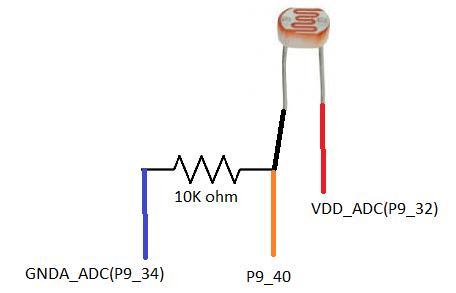 10K ohm
VDD_ADC(P9_32)
GNDA_ADC(P9_34)
P9_40